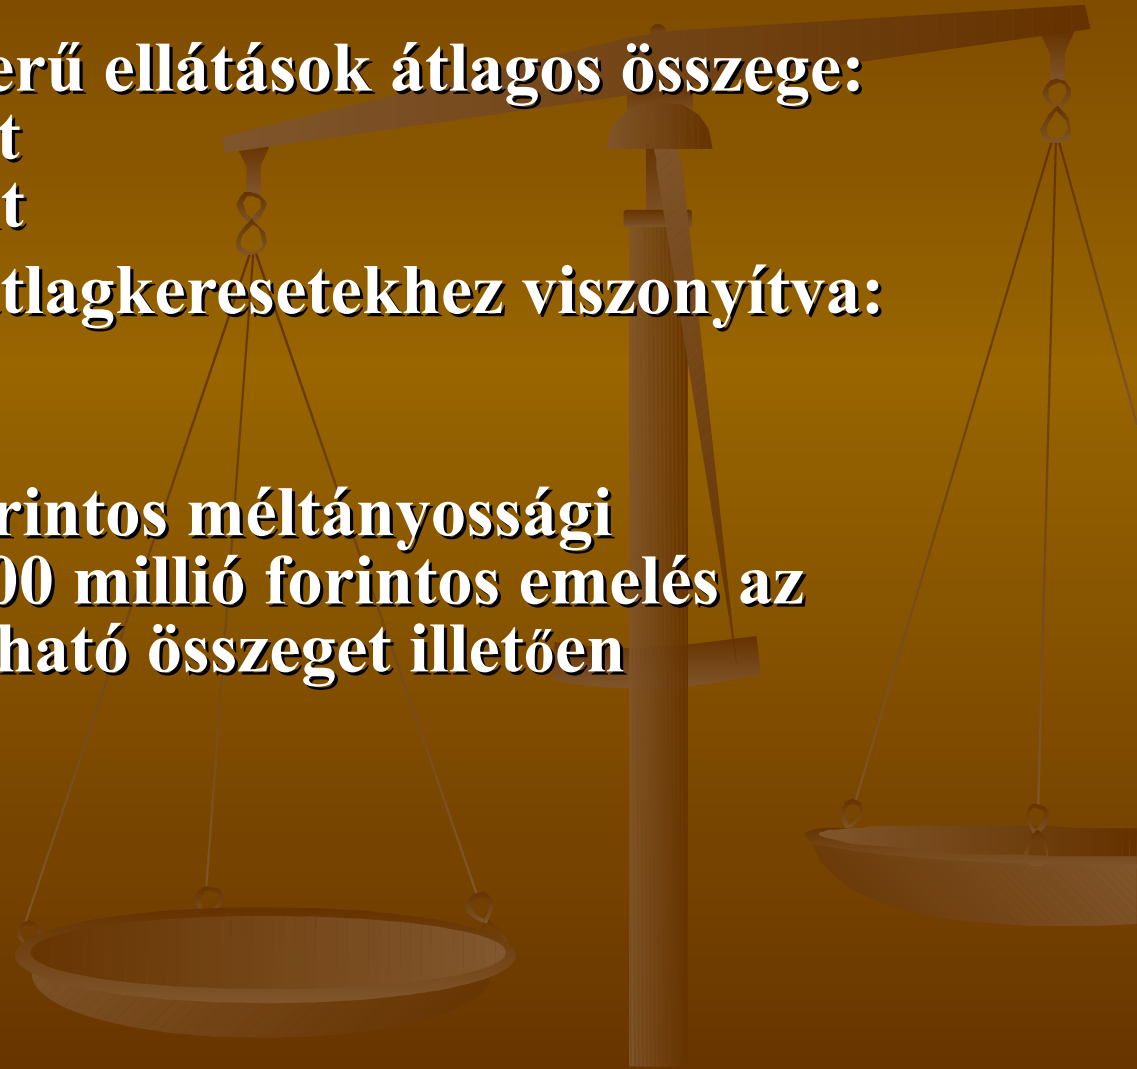 erű ellátások átlagos összege:
t
t
tlagkeresetekhez viszonyítva:
rintos méltányossági
00 millió forintos emelés az
ható összeget illetően